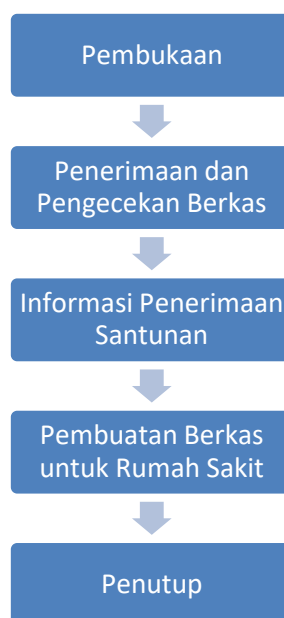 Pembukaan
Penerimaan dan
Pengecekan Berkas
Informasi Penerimaan
Santunan
Pembuatan Berkas
untuk Rumah Sakit
Penutup